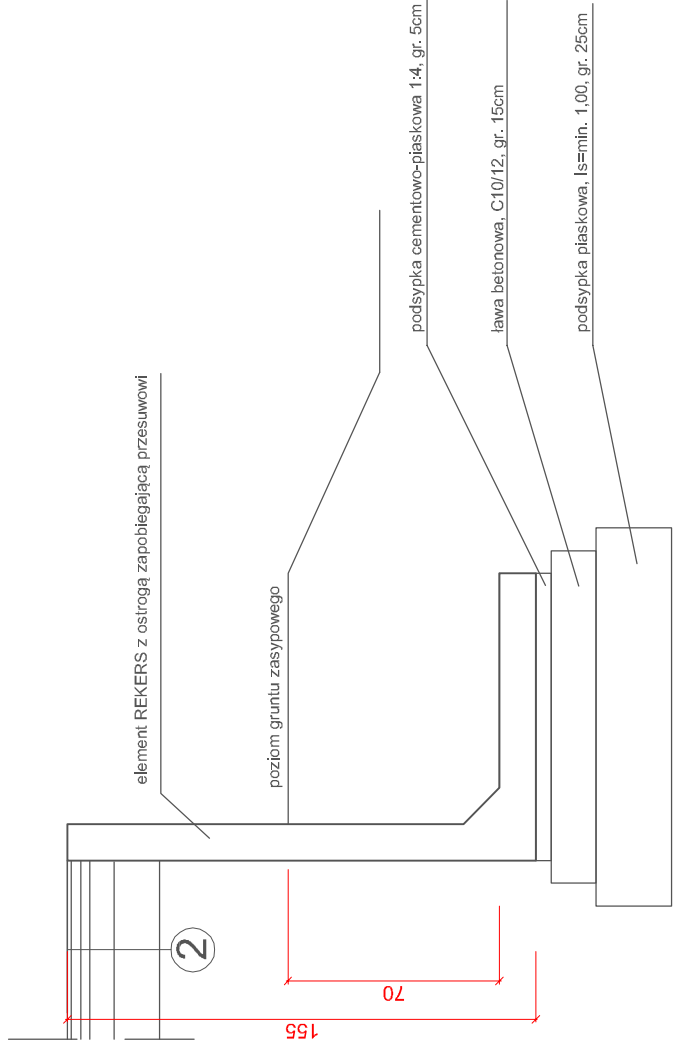 element REKERS z ostrogą zapobiegającą przesuwowi
poziom gruntu zasypowego
podsypka cementowo-piaskowa 1:4, gr. 5cm
ława betonowa, C10/12, gr. 15cm
podsypka piaskowa, Is=min. 1,00, gr. 25cm
2
70
155